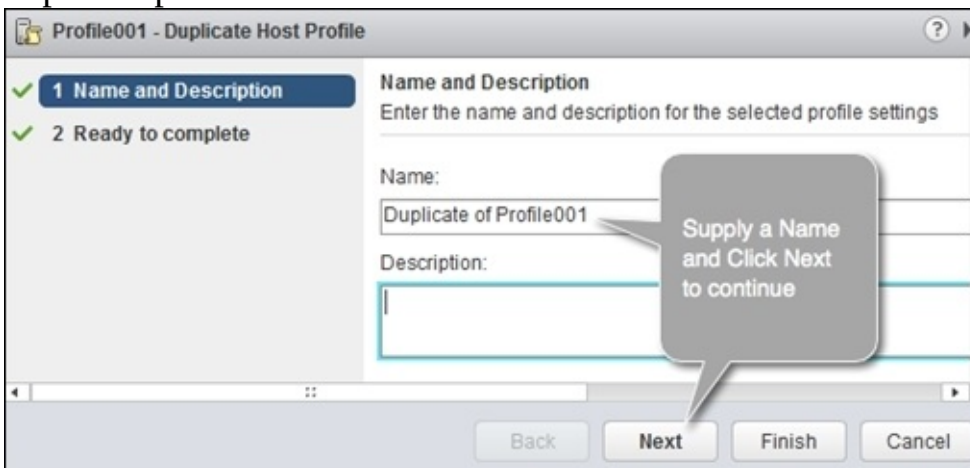 Profile001 - Duplicate Host Profile
?
1 Name and Description
2 Ready to complete
Name and Description
Enter the name and description for the selected profile settings
Name:
Duplicate of Profile001
Description:
Supply a Name
and Click Next
to continue
Back
Next
Finish
Cancel